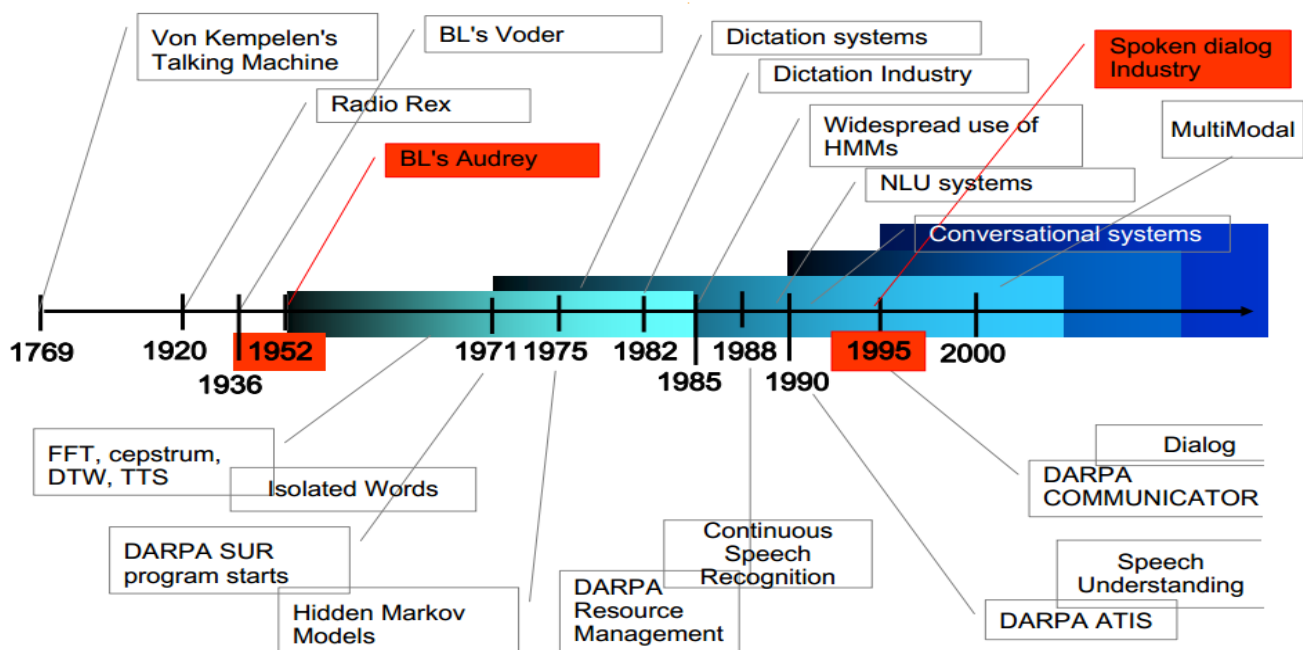 Von Kempelen's
Talking Machine
BL's Voder
Radio Rex
BL's Audrey
Dictation systems
Dictation Industry
Widespread use of
HMMs
NLU systems
Conversational systems
Spoken dialog
Industry
MultiModal
1769
1920
1936
1952
1971
1975
1982
1985
1988
1990
1995
2000
FFT, cepstrum,
DTW, TTS
Isolated Words
DARPA SUR
program starts
Hidden Markov
Models
DARPA
Resource
Management
Continuous
Speech
Recognition
Dialog
DARPA
COMMUNICATOR
Speech
Understanding
DARPA ATIS